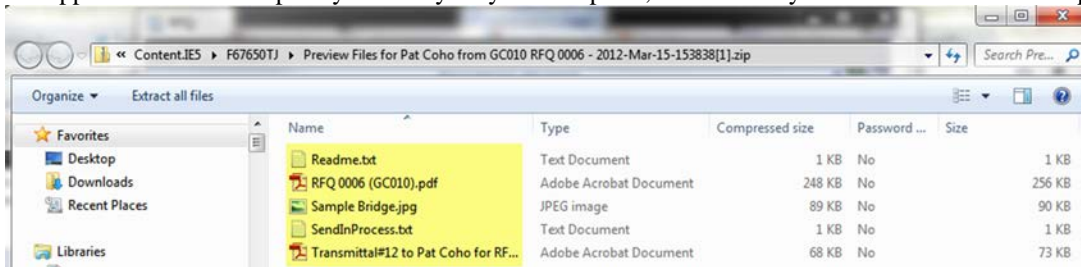 « Content.IE5 ▸ F67650TJ ▸ Preview Files for Pat Coho from GC010 RFQ 0006 - 2012-Mar-15-153838[1].zip
Search Pre...
Organize Extract all files
Favorites
Desktop
Downloads
Recent Places
Libraries
Name Type Compressed size Password ... Size
Readme.txt Text Document 1 KB No 1 KB
RFQ 0006 (GC010).pdf Adobe Acrobat Document 248 KB No 256 KB
Sample Bridge.jpg JPEG image 89 KB No 90 KB
SendInProcess.txt Text Document 1 KB No 1 KB
Transmittal#12 to Pat Coho for RF... Adobe Acrobat Document 68 KB No 73 KB